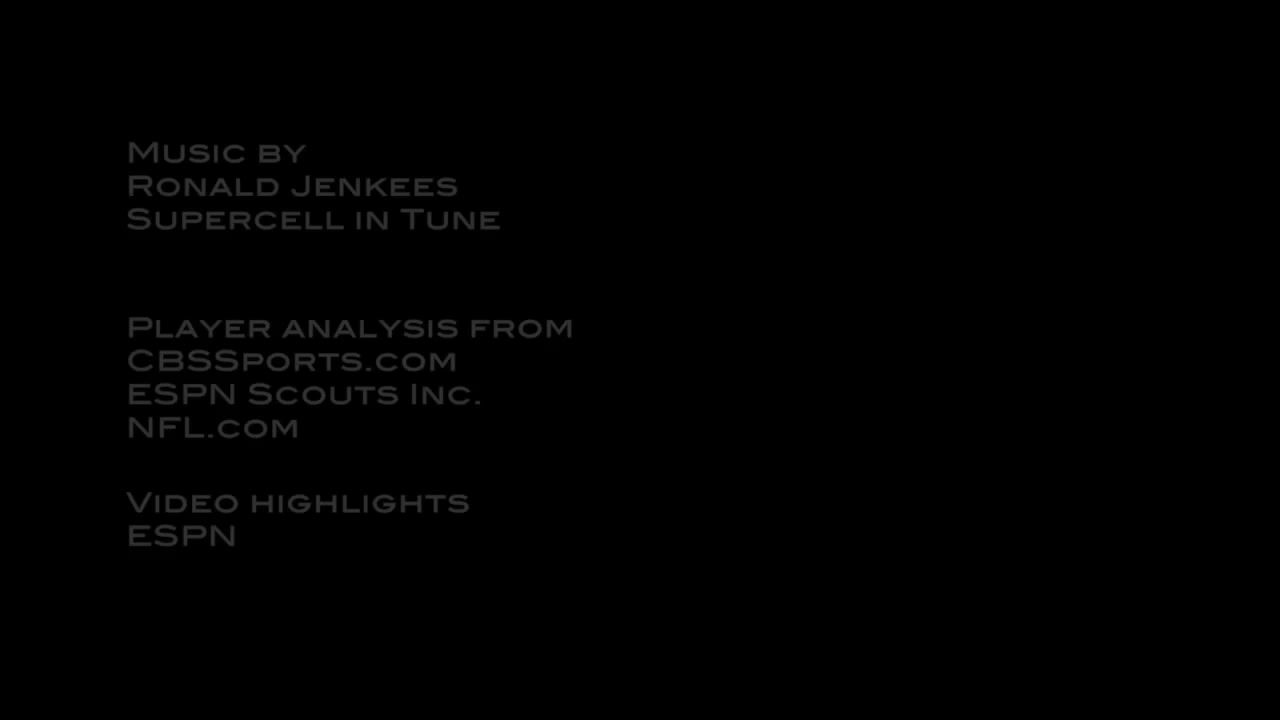 Music by
Ronald Jenkees
Supercell in Tune
Player analysis from
CBSSports.com
ESPN Scouts Inc.
NFL.com
Video highlights
ESPN